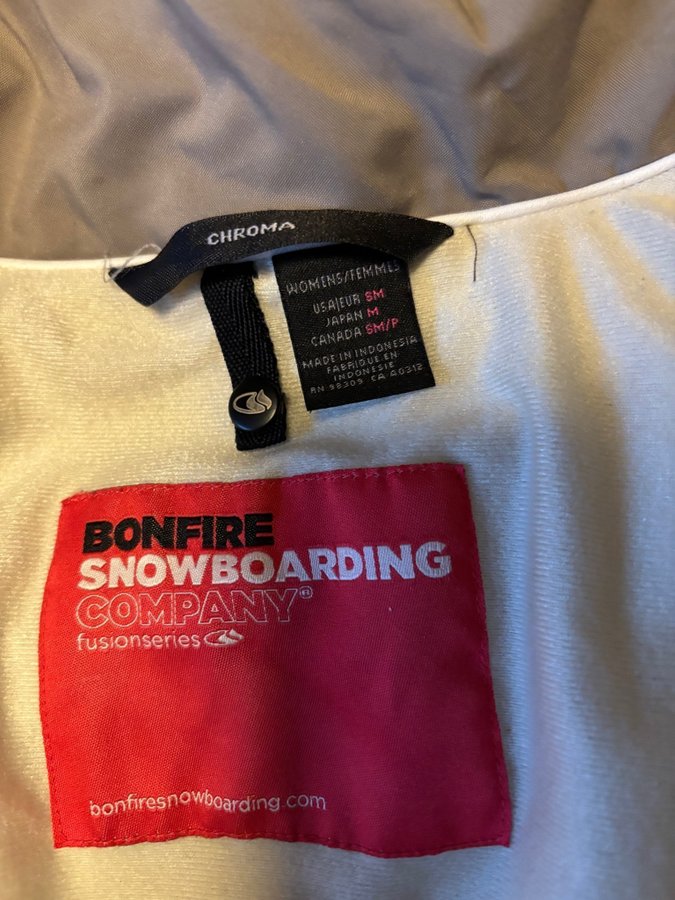 CHROMA
WOMENS/FEMMES
USA|EUR SM
JAPAN M
CANADA SM/P
MADE IN INDONESIA
FABRIQUE EN
INDONESIE
RN 98309 CA A0312
BONFIRE
SNOWBOARDING
COMPANY®
fusionseries
bonfiresnowboarding.com